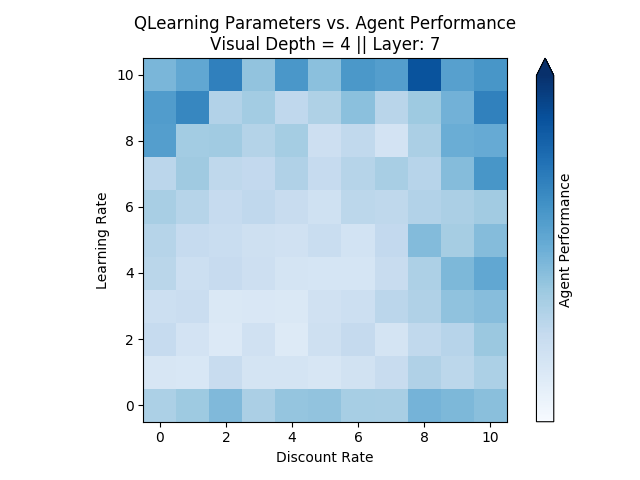 QLearning Parameters vs. Agent Performance
Visual Depth = 4 || Layer: 7
10
8
6
4
2
0
Learning Rate
0 2 4 6 8 10
Discount Rate
Agent Performance